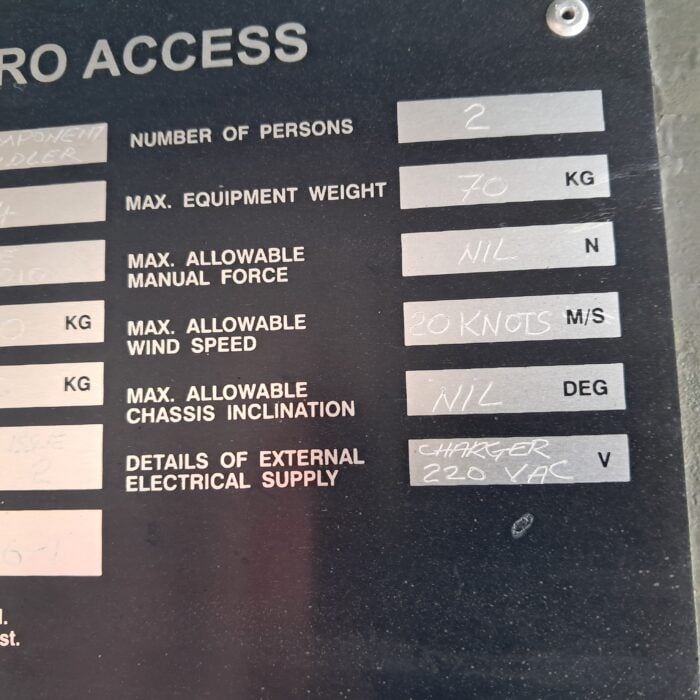 RO ACCESS
NUMBER OF PERSONS 2
MAX. EQUIPMENT WEIGHT 70 KG
MAX. ALLOWABLE
MANUAL FORCE NIL N
KG MAX. ALLOWABLE
WIND SPEED 20 KNOTS M/S
KG MAX. ALLOWABLE
CHASSIS INCLINATION NIL DEG
ISSUE
2
DETAILS OF EXTERNAL
ELECTRICAL SUPPLY
CHARGER
220 VAC V
st.